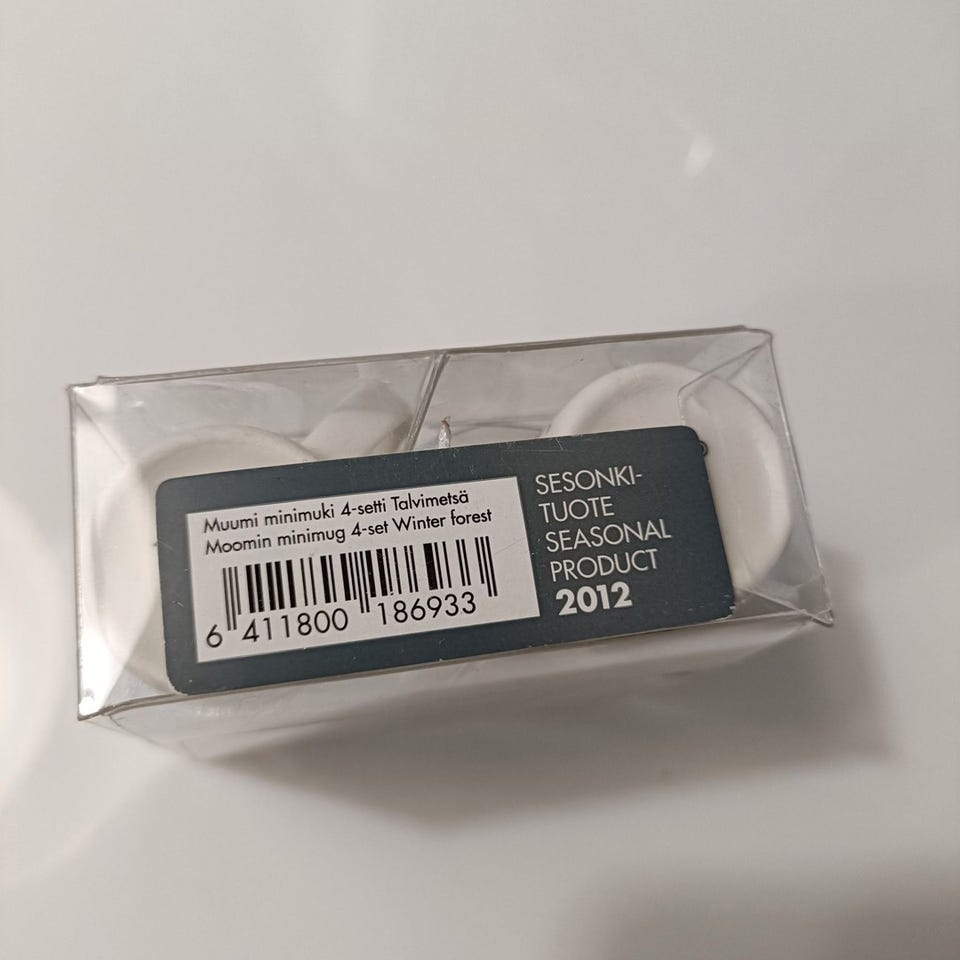 Muumi minimuki 4-setti Talvimetsä
Moomin minimug 4-set Winter forest
6 411800 186933
SESONKI-
TUOTE
SEASONAL
PRODUCT
2012